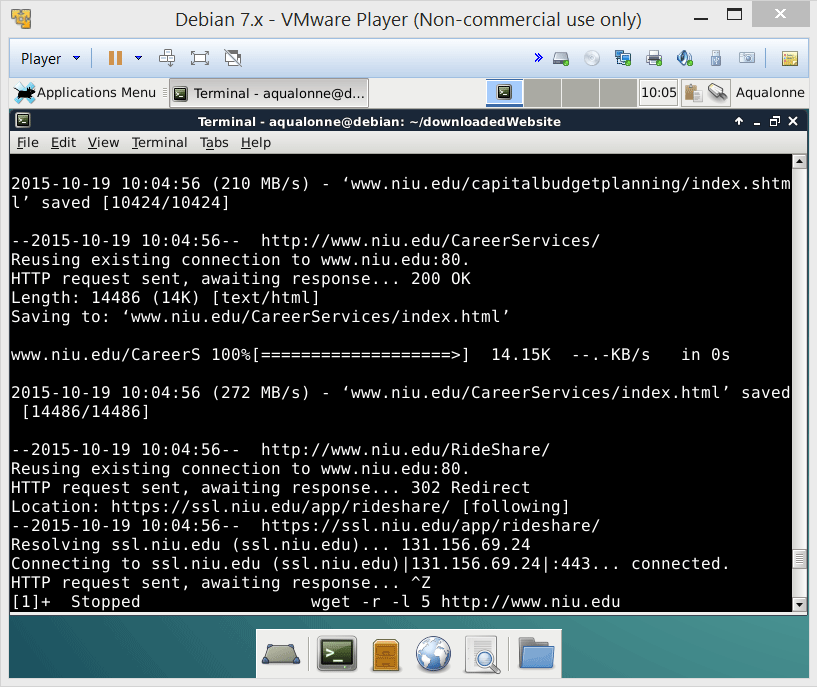 Debian 7.x - VMware Player (Non-commercial use only)
Player
Applications Menu
Terminal - aqualonne@d...
10:05
Aqualonne
Terminal - aqualonne@debian: ~/downloadedWebsite
File Edit View Terminal Tabs Help
2015-10-19 10:04:56 (210 MB/s) - ‘www.niu.edu/capitalbudgetplanning/index.shtm
l’ saved [10424/10424]
--2015-10-19 10:04:56--  http://www.niu.edu/CareerServices/
Reusing existing connection to www.niu.edu:80.
HTTP request sent, awaiting response... 200 OK
Length: 14486 (14K) [text/html]
Saving to: ‘www.niu.edu/CareerServices/index.html’
www.niu.edu/CareerS 100%[===================>]  14.15K  --.-KB/s   in 0s
2015-10-19 10:04:56 (272 MB/s) - ‘www.niu.edu/CareerServices/index.html’ saved
[14486/14486]
--2015-10-19 10:04:56--  http://www.niu.edu/RideShare/
Reusing existing connection to www.niu.edu:80.
HTTP request sent, awaiting response... 302 Redirect
Location: https://ssl.niu.edu/app/rideshare/ [following]
--2015-10-19 10:04:56--  https://ssl.niu.edu/app/rideshare/
Resolving ssl.niu.edu (ssl.niu.edu)... 131.156.69.24
Connecting to ssl.niu.edu (ssl.niu.edu)|131.156.69.24|:443... connected.
HTTP request sent, awaiting response... ^Z
[1]+  Stopped                 wget -r -l 5 http://www.niu.edu